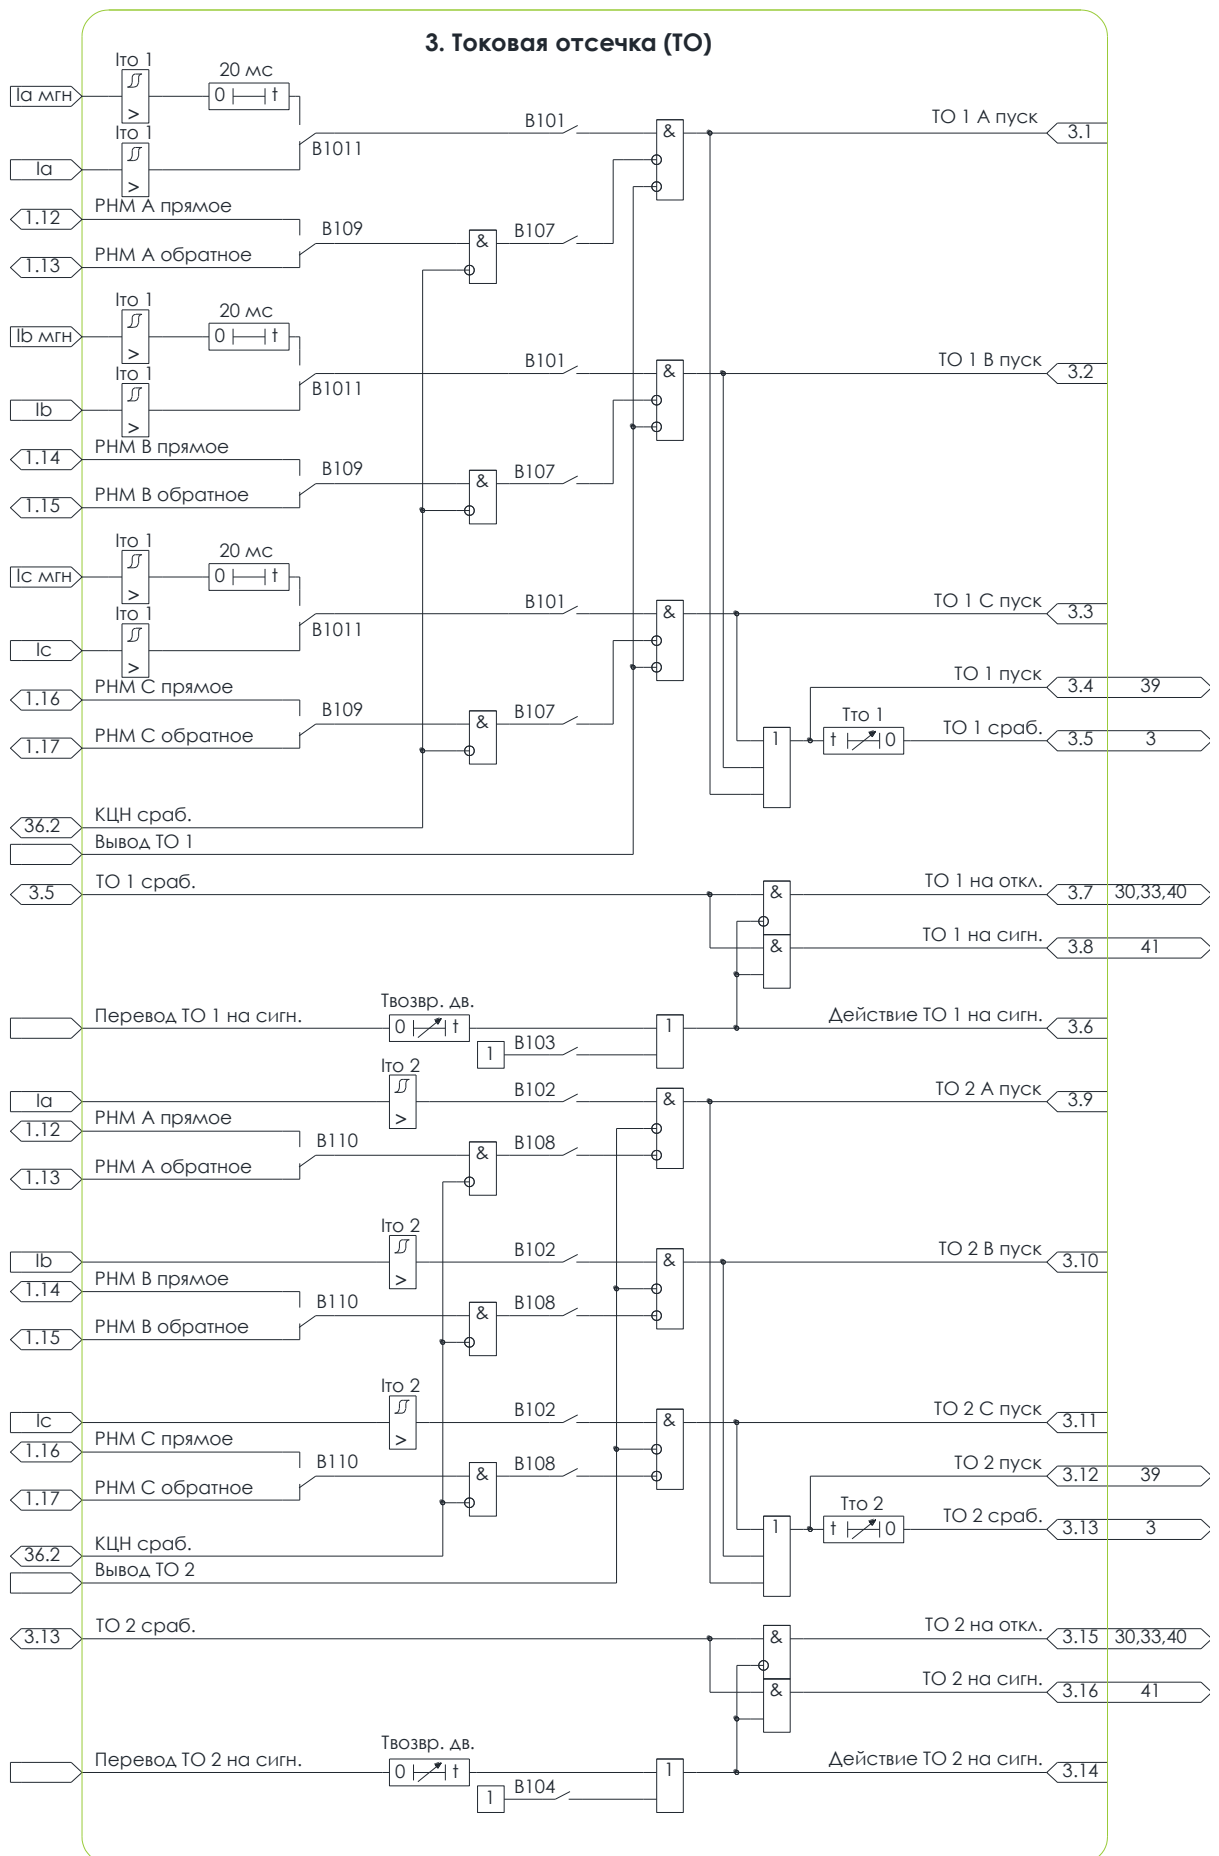 3. Токовая отсечка (ТО)
Iто 1
20 мс
Ia мгн
>
0 t
Iто 1
B101
&
ТО 1 А пуск
3.1
B1011
Ia
>
РНМ А прямое
1.12
B109
&
B107
РНМ А обратное
1.13
Iто 1
20 мс
Ib мгн
>
0 t
Iто 1
B101
&
ТО 1 В пуск
3.2
B1011
Ib
>
РНМ В прямое
1.14
B109
&
B107
РНМ В обратное
1.15
Iто 1
20 мс
Ic мгн
>
0 t
Iто 1
B101
&
ТО 1 С пуск
3.3
B1011
Ic
>
ТО 1 пуск
3.4 39
РНМ С прямое
1.16
B109
&
B107
Тто 1
1
t 0
ТО 1 сраб.
3.5 3
РНМ С обратное
1.17
КЦН сраб.
36.2
Вывод ТО 1
ТО 1 сраб.
3.5
&
ТО 1 на откл.
3.7 30,33,40
&
ТО 1 на сигн.
3.8 41
Перевод ТО 1 на сигн.
Твозвр. дв.
0 t
1
B103
1
Действие ТО 1 на сигн.
3.6
Iто 2
Ia
>
B102
&
ТО 2 А пуск
3.9
РНМ А прямое
1.12
B110
&
B108
РНМ А обратное
1.13
Iто 2
Ib
>
B102
&
ТО 2 В пуск
3.10
РНМ В прямое
1.14
B110
&
B108
РНМ В обратное
1.15
Iто 2
Ic
>
B102
&
ТО 2 С пуск
3.11
РНМ С прямое
1.16
B110
&
B108
ТО 2 пуск
3.12 39
РНМ С обратное
1.17
Тто 2
1
t 0
ТО 2 сраб.
3.13 3
КЦН сраб.
36.2
Вывод ТО 2
ТО 2 сраб.
3.13
&
ТО 2 на откл.
3.15 30,33,40
&
ТО 2 на сигн.
3.16 41
Перевод ТО 2 на сигн.
Твозвр. дв.
0 t
1
B104
1
Действие ТО 2 на сигн.
3.14